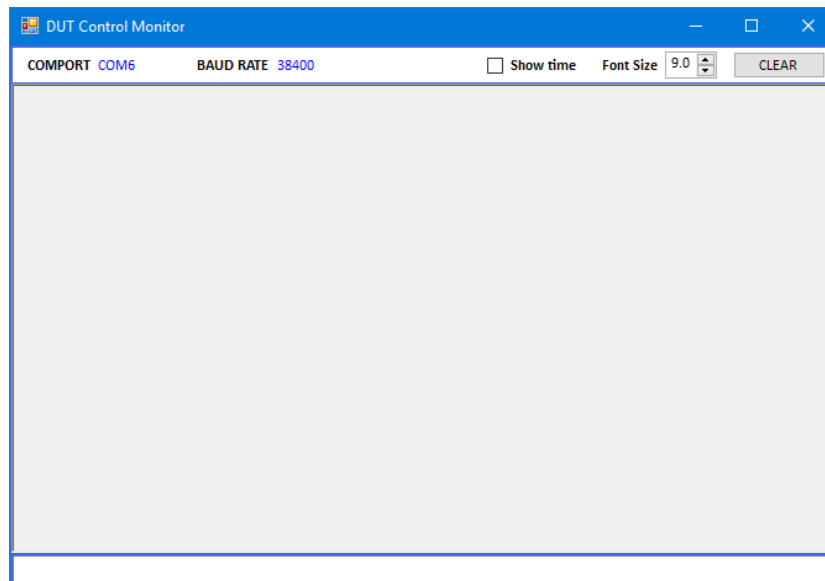 DUT Control Monitor
COMPORT COM6 BAUD RATE 38400 Show time Font Size 9.0 CLEAR